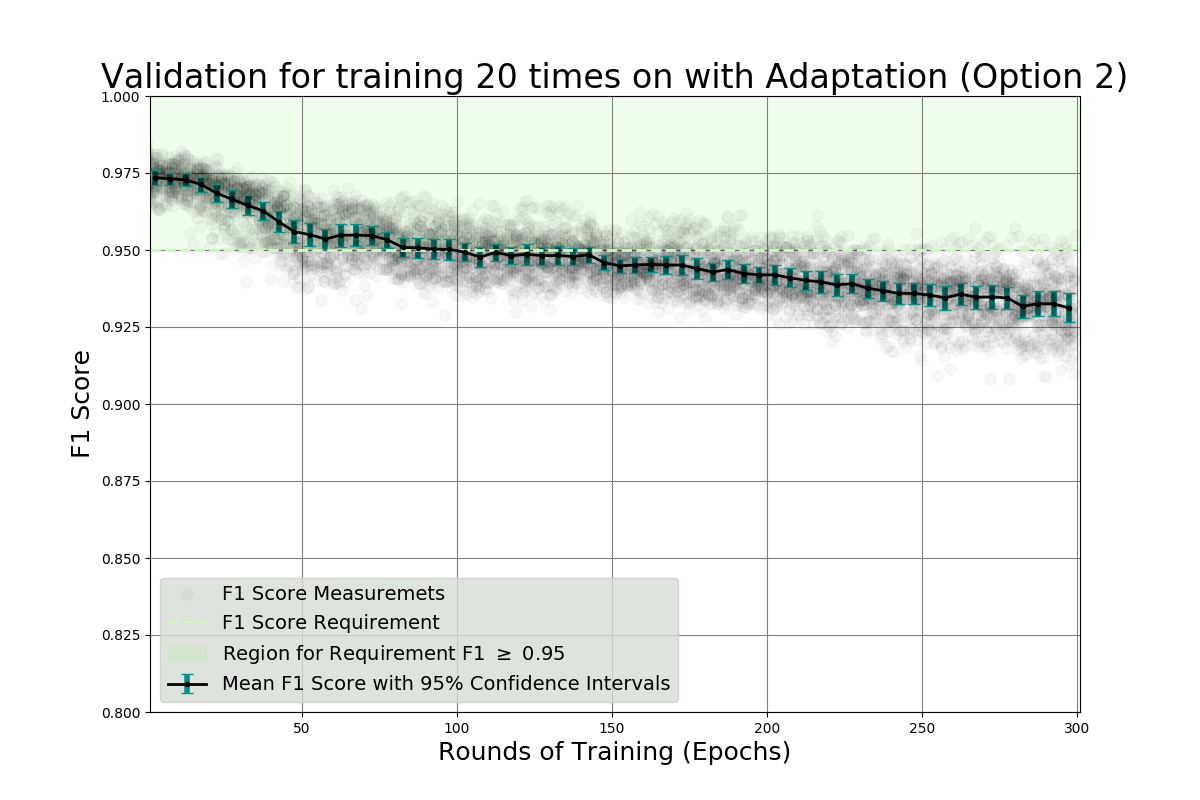 Validation for training 20 times on with Adaptation (Option 2)
1.000
0.975
0.950
0.925
0.900
0.875
0.850
0.825
0.800
F1 Score
F1 Score Measuremets
F1 Score Requirement
Region for Requirement F1 ≥ 0.95
Mean F1 Score with 95% Confidence Intervals
50 100 150 200 250 300
Rounds of Training (Epochs)